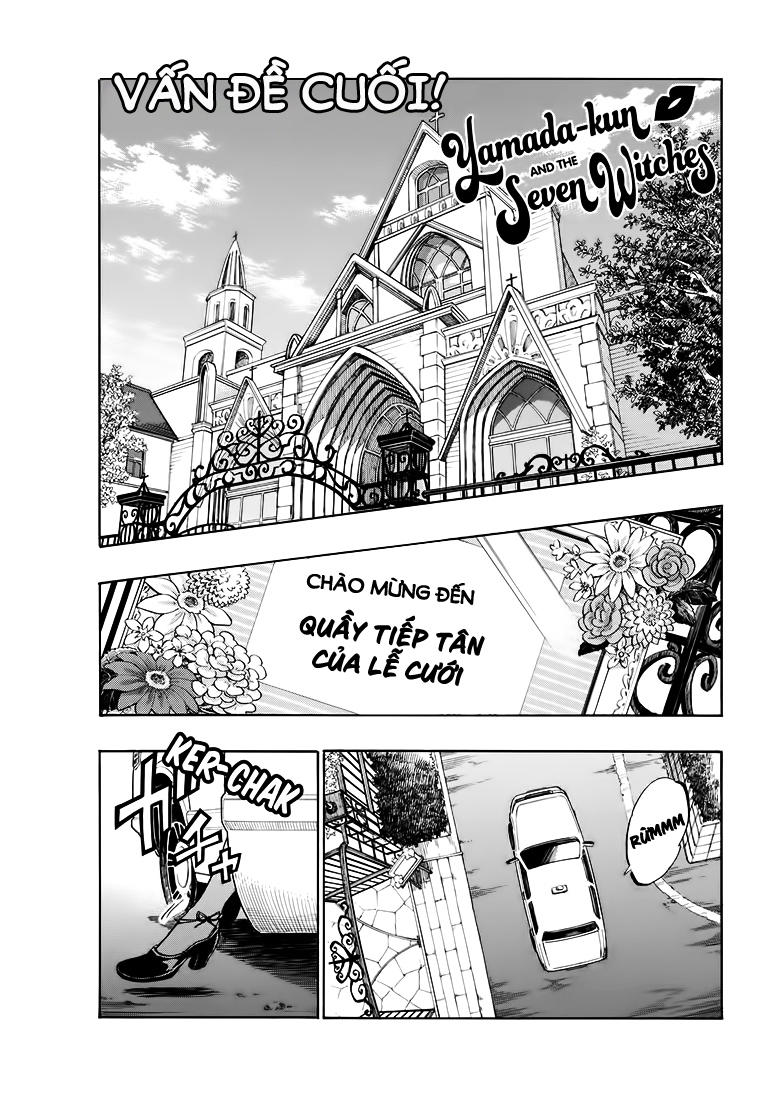 VẤN ĐỀ CUỐI!
Yamada-kun
AND THE
Seven Witches
CHÀO MỪNG ĐẾN
QUẦY TIẾP TÂN
CỦA LỄ CƯỚI
RŨMMM
KER-CHAK